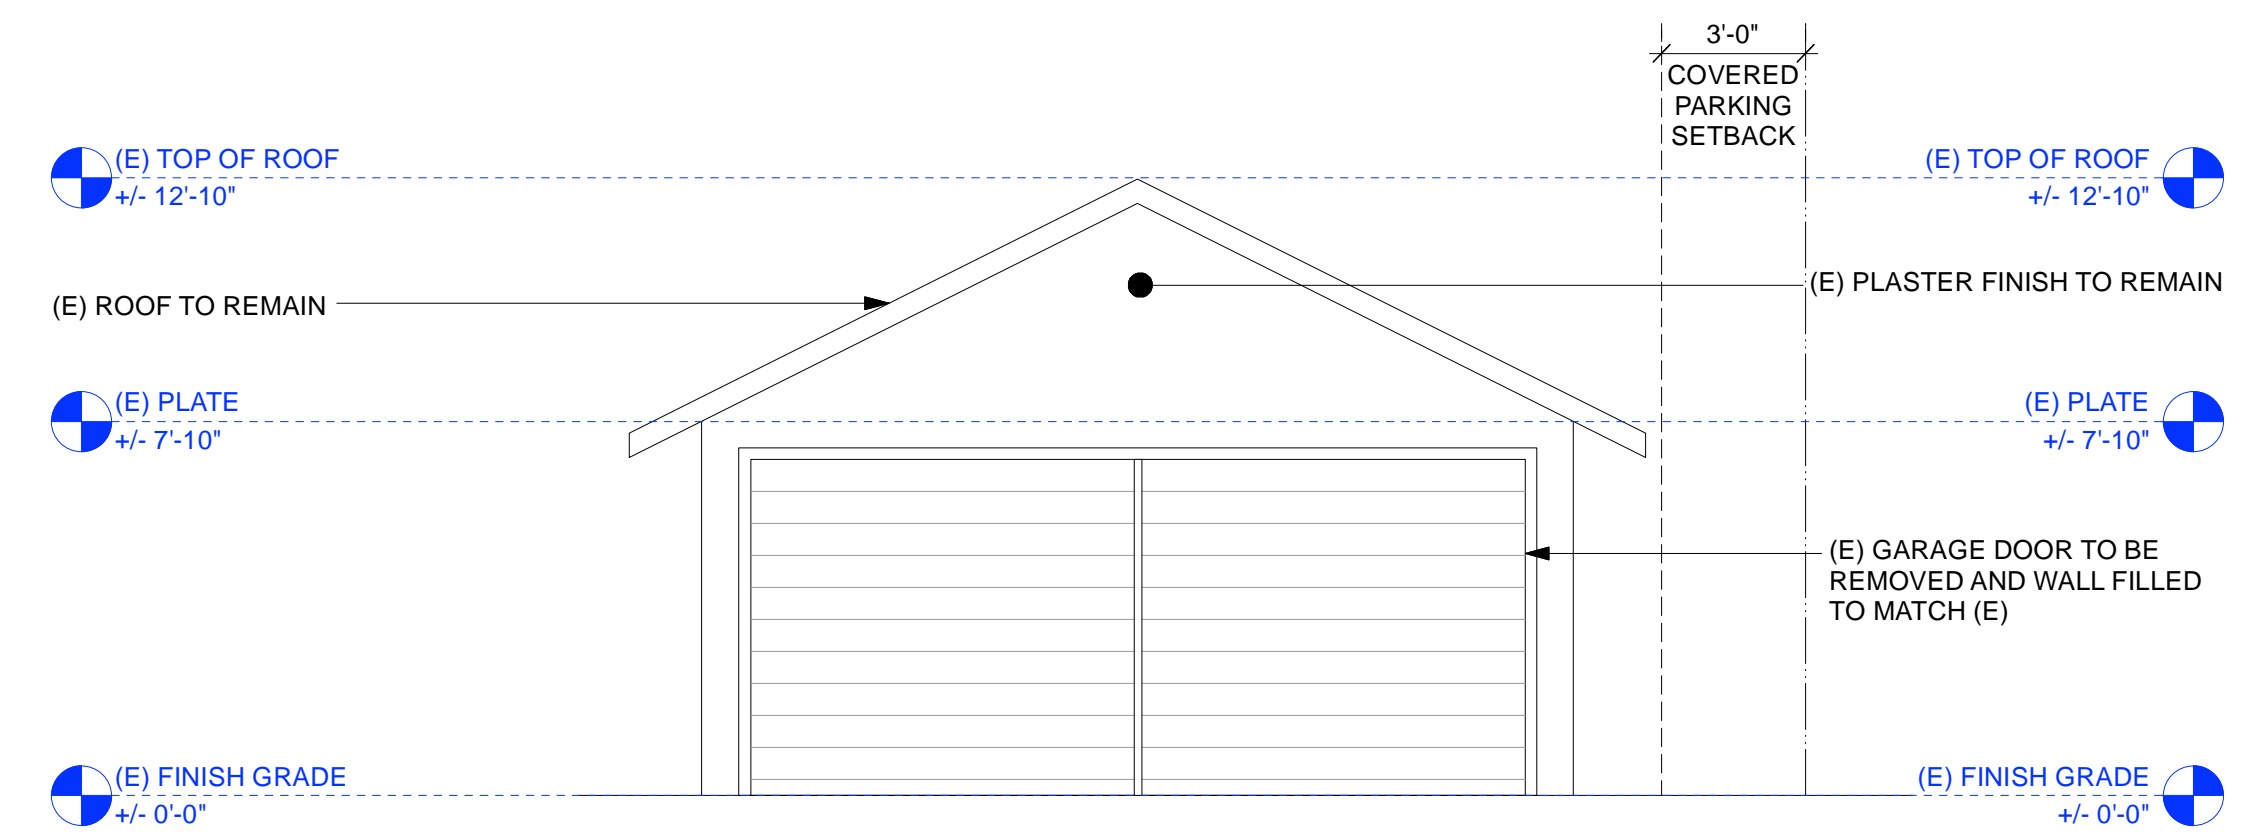 3'-0"
COVERED
PARKING
SETBACK
(E) TOP OF ROOF
+/- 12'-10"
(E) TOP OF ROOF
+/- 12'-10"
(E) ROOF TO REMAIN
(E) PLASTER FINISH TO REMAIN
(E) PLATE
+/- 7'-10"
(E) PLATE
+/- 7'-10"
(E) GARAGE DOOR TO BE
REMOVED AND WALL FILLED
TO MATCH (E)
(E) FINISH GRADE
+/- 0'-0"
(E) FINISH GRADE
+/- 0'-0"